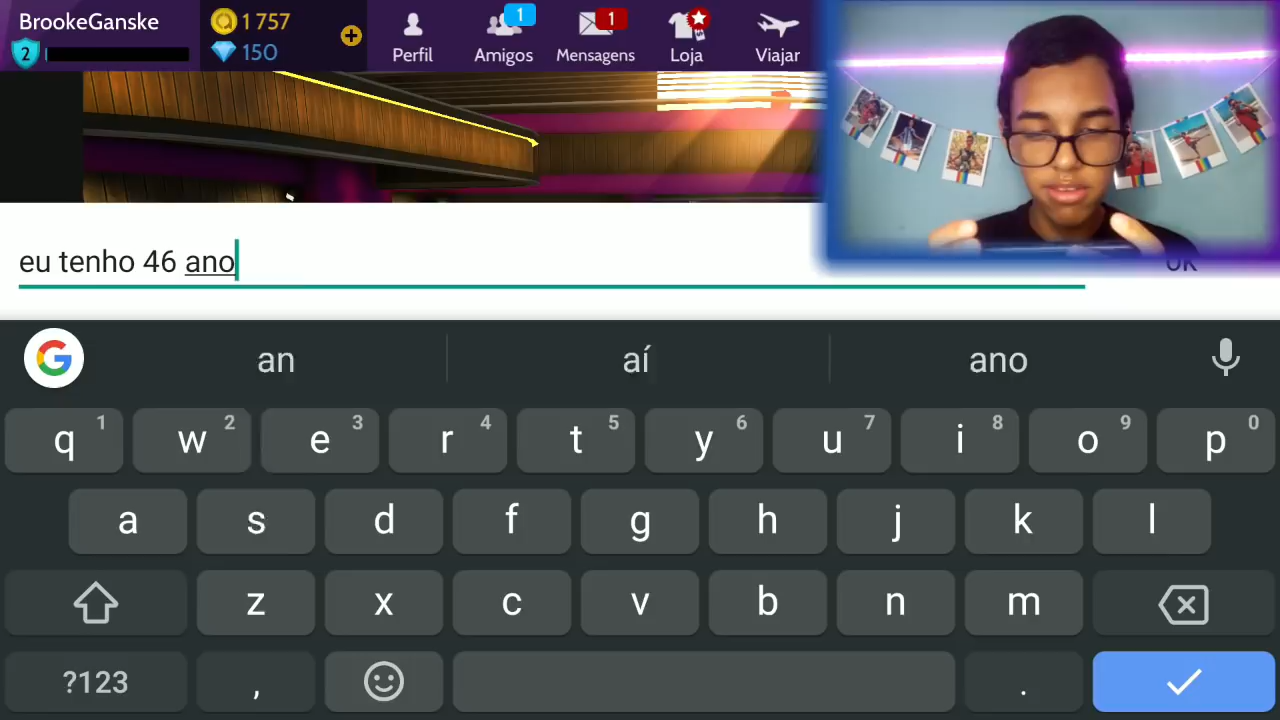 BrookeGanske
2
1 757
150
Perfil
1
Amigos
1
Mensagens
Loja
Viajar
eu tenho 46 ano
OK
an aí ano
q 1 w 2 e 3 r 4 t 5 y 6 u 7 i 8 o 9 p 0
a s d f g h j k l
z x c v b n m
?123 , .